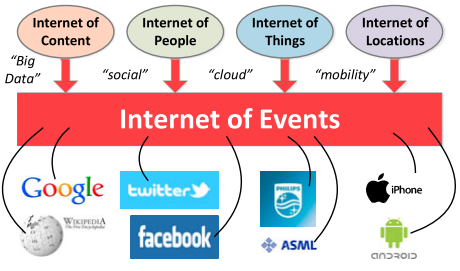 Internet of
Content
Internet of
People
Internet of
Things
Internet of
Locations
“Big
Data”
“social”
“cloud”
“mobility”
Internet of Events
Google
twitter
PHILIPS
iPhone
WIKIPEDIA
The Free Encyclopedia
facebook
ASML
ANDROID